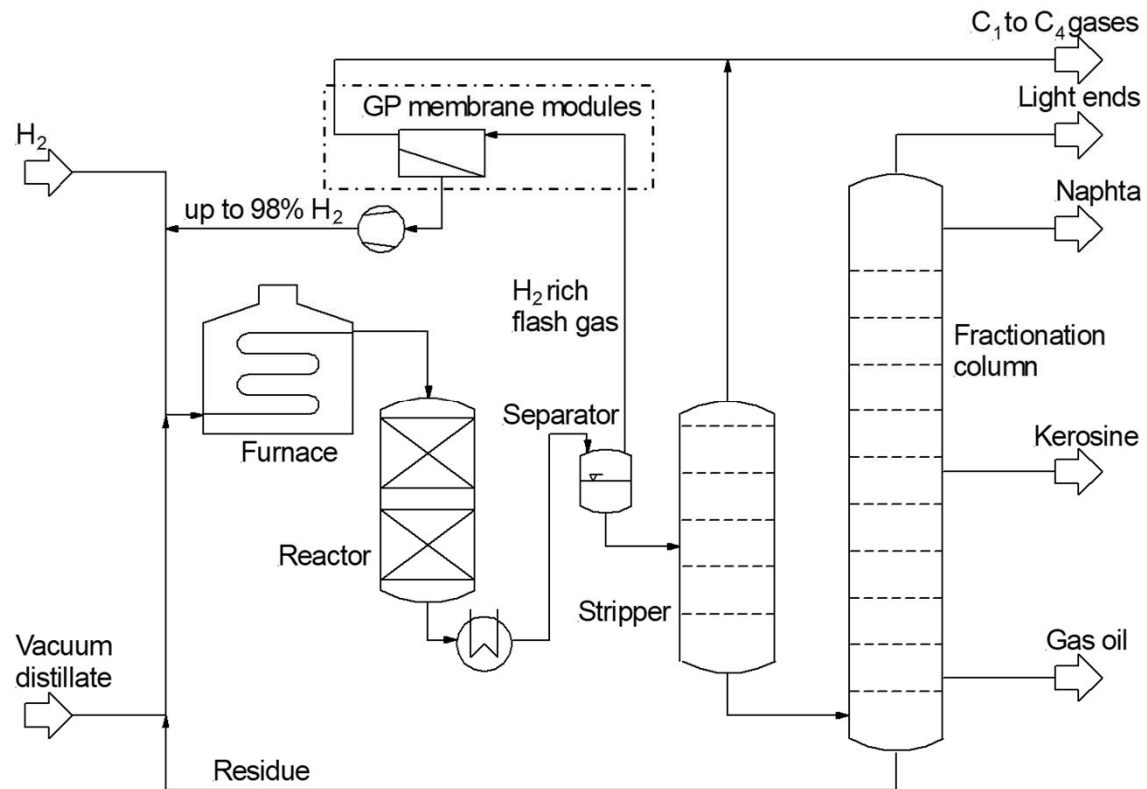 C₁ to C₄ gases
GP membrane modules
Light ends
H₂
Naphta
up to 98% H₂
H₂ rich
flash gas
Fractionation
column
Separator
Furnace
Kerosine
Reactor
Stripper
Vacuum
distillate
Gas oil
Residue